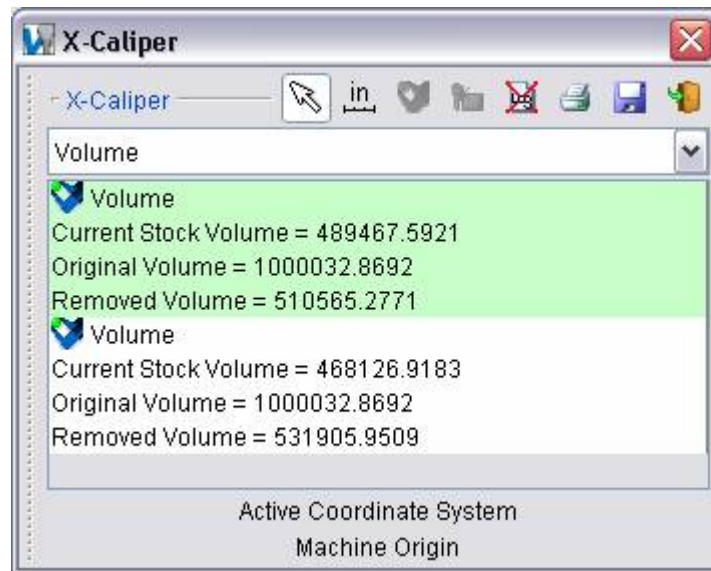 X-Caliper
X-Caliper
in
Volume
Volume
Current Stock Volume = 489467.5921
Original Volume = 1000032.8692
Removed Volume = 510565.2771
Volume
Current Stock Volume = 468126.9183
Original Volume = 1000032.8692
Removed Volume = 531905.9509
Active Coordinate System
Machine Origin